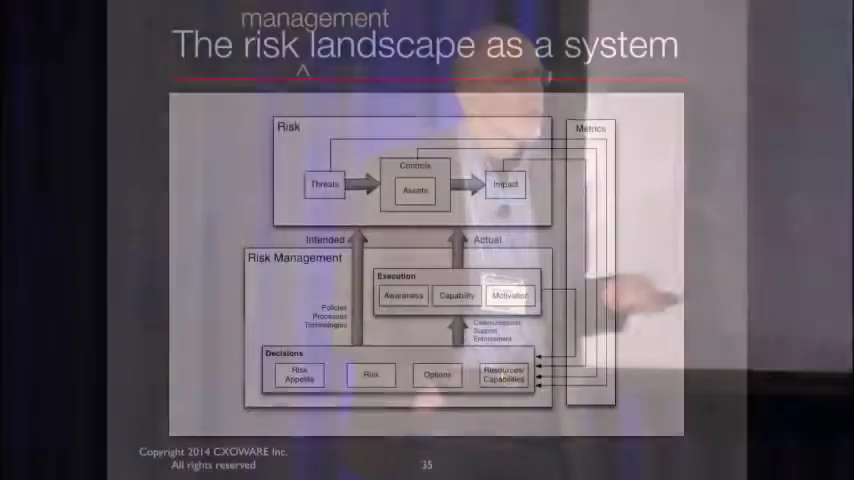 management
The risk landscape as a system
^
Risk
Metrics
Controls
Threats
Assets
Impact
Intended
Actual
Risk Management
Execution
Awareness
Capability
Motivation
Policies
Processes
Technologies
Communication
Support
Enforcement
Decisions
Risk
Appetite
Risk
Options
Resources/
Capabilities
Copyright 2014 CXOWARE Inc.
All rights reserved
35